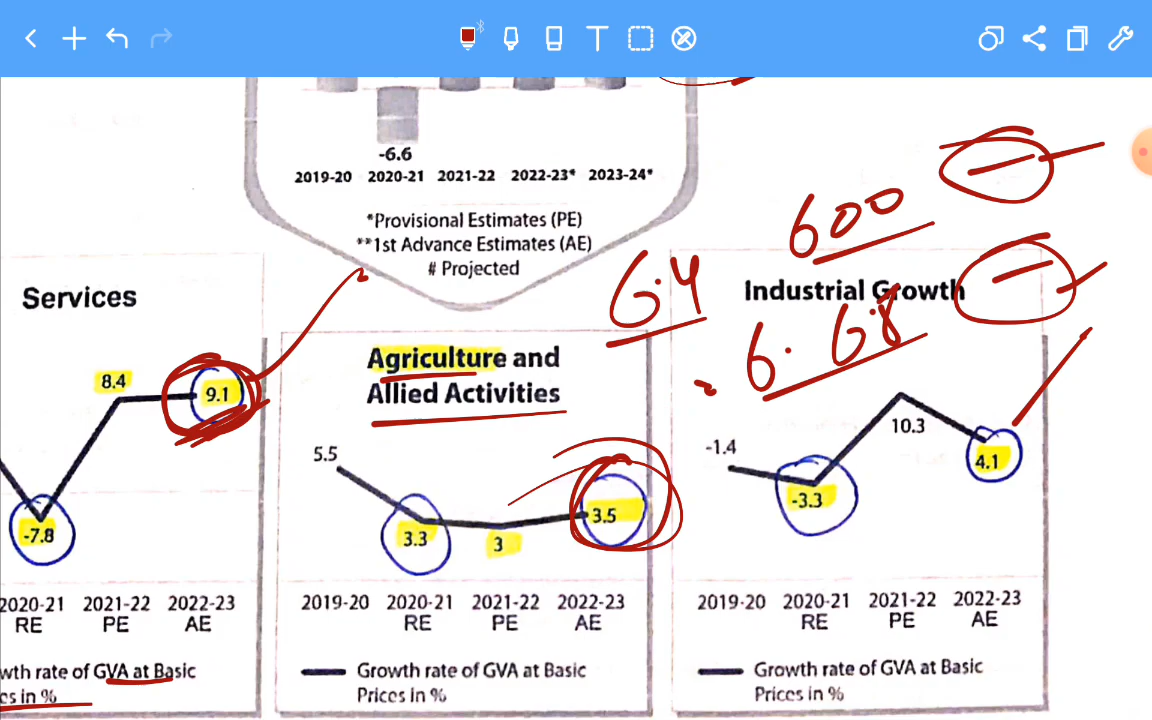 -6.6
2019-20 2020-21 2021-22 2022-23* 2023-24*
*Provisional Estimates (PE)
**1st Advance Estimates (AE)
# Projected
600
6.4
6.68
Services
8.4
9.1
-7.8
2020-21 2021-22 2022-23
RE PE AE
wth rate of GVA at Basic
es in %
Agriculture and
Allied Activities
5.5
3.3
3
3.5
2019-20 2020-21 2021-22 2022-23
RE PE AE
Growth rate of GVA at Basic
Prices in %
Industrial Growth
-1.4
-3.3
10.3
4.1
2019-20 2020-21 2021-22 2022-23
RE PE AE
Growth rate of GVA at Basic
Prices in %